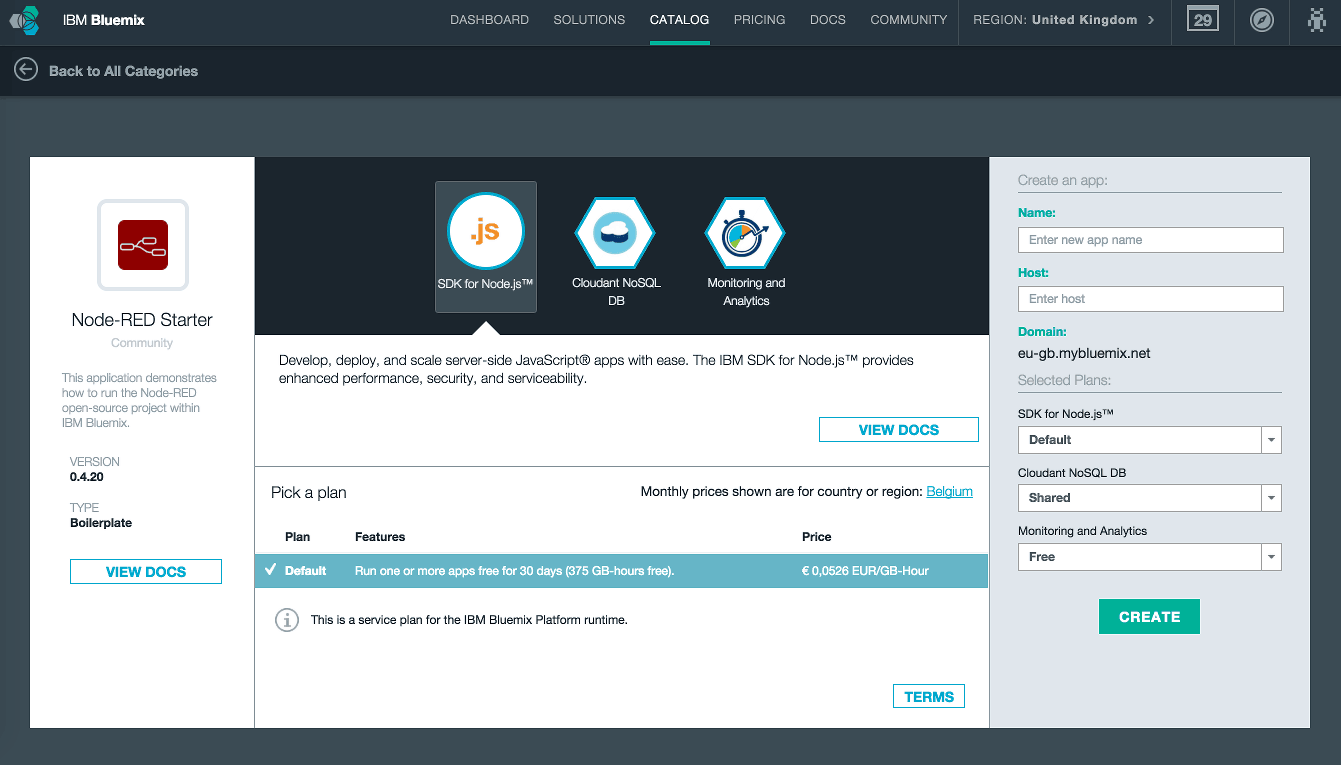 IBM Bluemix
DASHBOARD SOLUTIONS CATALOG PRICING DOCS COMMUNITY REGION: United Kingdom > 29
Back to All Categories
Node-RED Starter
Community
This application demonstrates
how to run the Node-RED
open-source project within
IBM Bluemix.
VERSION
0.4.20
TYPE
Boilerplate
VIEW DOCS
.js
SDK for Node.js™
Cloudant NoSQL
DB
Monitoring and
Analytics
Develop, deploy, and scale server-side JavaScript® apps with ease. The IBM SDK for Node.js™ provides
enhanced performance, security, and serviceability.
VIEW DOCS
Pick a plan
Monthly prices shown are for country or region: Belgium
Plan Features Price
Default Run one or more apps free for 30 days (375 GB-hours free). € 0,0526 EUR/GB-Hour
This is a service plan for the IBM Bluemix Platform runtime.
TERMS
Create an app:
Name:
Enter new app name
Host:
Enter host
Domain:
eu-gb.mybluemix.net
Selected Plans:
SDK for Node.js™
Default
Cloudant NoSQL DB
Shared
Monitoring and Analytics
Free
CREATE